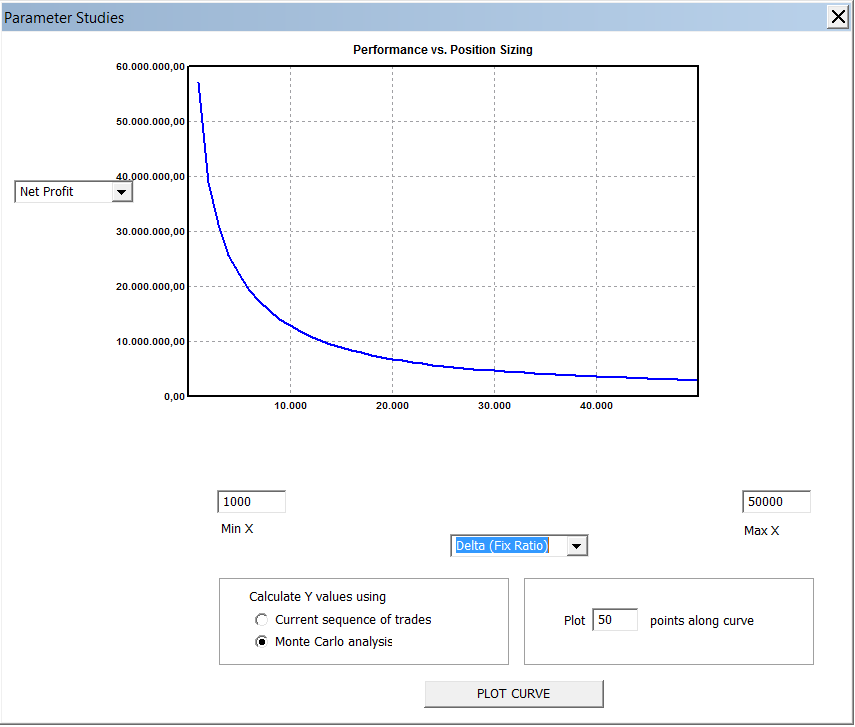 Parameter Studies
Performance vs. Position Sizing
60.000.000,00
50.000.000,00
40.000.000,00
Net Profit
30.000.000,00
20.000.000,00
10.000.000,00
0,00
10.000 20.000 30.000 40.000
1000
50000
Min X
Max X
Delta (Fix Ratio)
Calculate Y values using
Current sequence of trades
Monte Carlo analysis
Plot 50 points along curve
PLOT CURVE